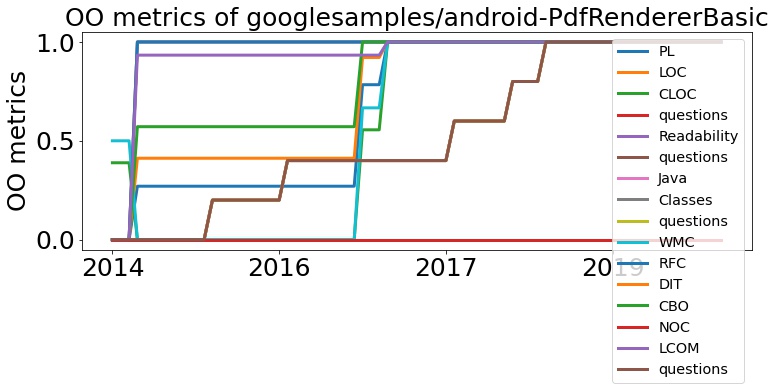 OO metrics of googlesamples/android-PdfRendererBasic
OO metrics
1.0
0.5
0.0
2014
2016
2017
2019
PL
LOC
CLOC
questions
Readability
questions
Java
Classes
questions
WMC
RFC
DIT
CBO
NOC
LCOM
questions